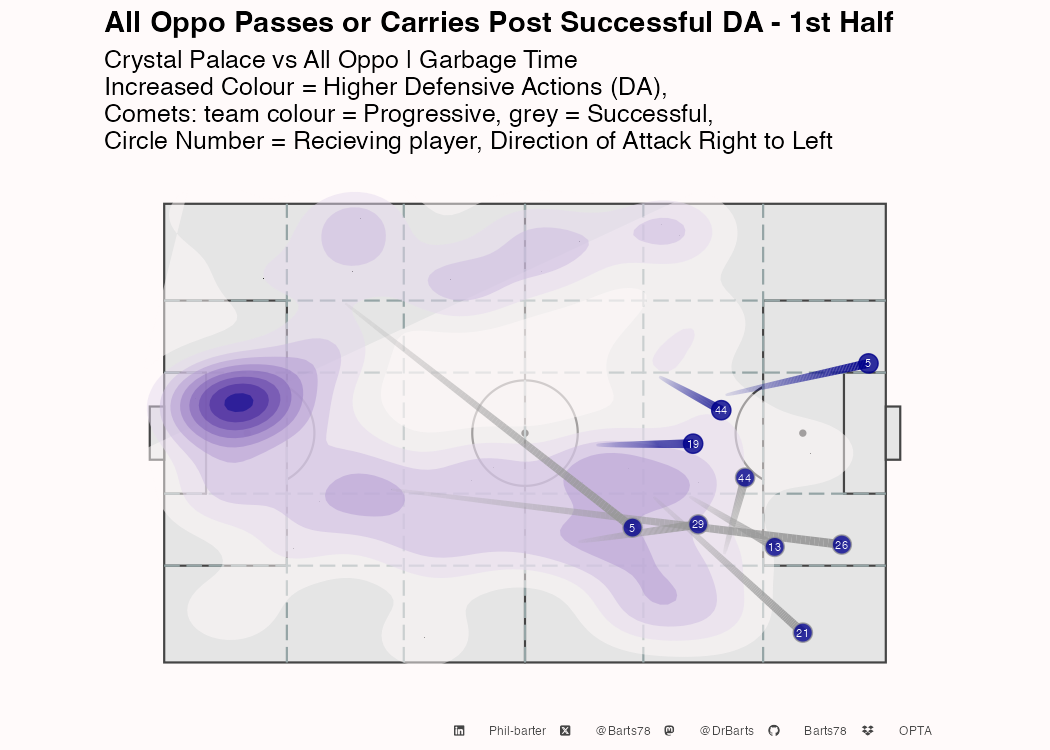 All Oppo Passes or Carries Post Successful DA - 1st Half
Crystal Palace vs All Oppo | Garbage Time
Increased Colour = Higher Defensive Actions (DA),
Comets: team colour = Progressive, grey = Successful,
Circle Number = Recieving player, Direction of Attack Right to Left
5
44
19
44
5
29
13
26
21
Phil-barter @Barts78 @DrBarts Barts78 OPTA